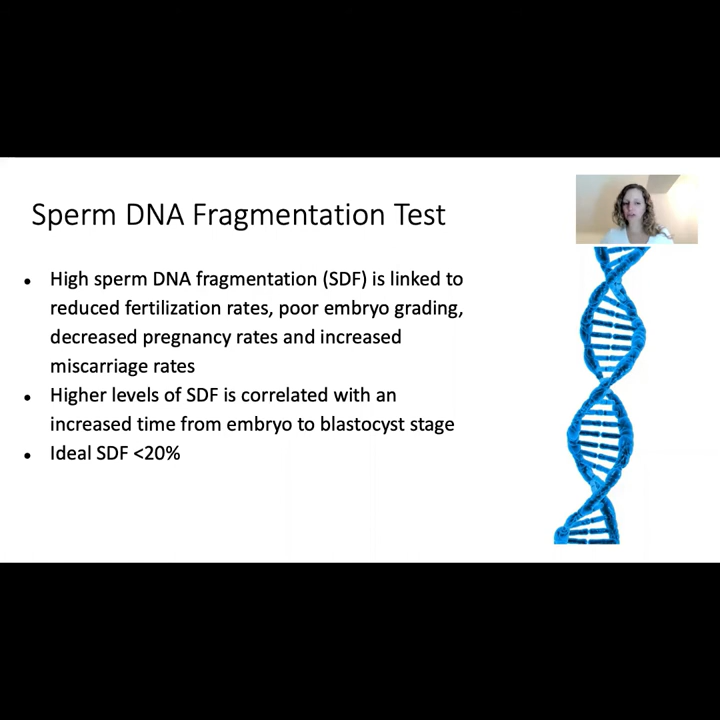 Sperm DNA Fragmentation Test
• High sperm DNA fragmentation (SDF) is linked to
reduced fertilization rates, poor embryo grading,
decreased pregnancy rates and increased
miscarriage rates
• Higher levels of SDF is correlated with an
increased time from embryo to blastocyst stage
• Ideal SDF <20%